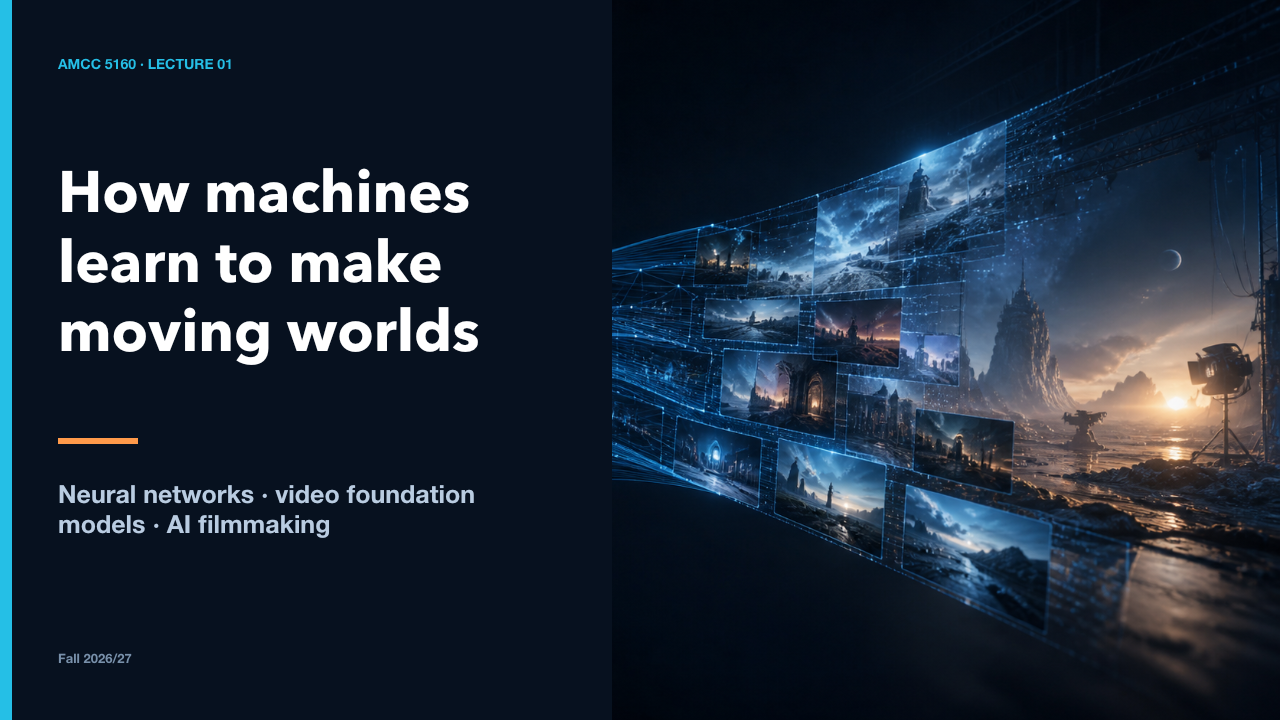 AMCC 5160 · LECTURE 01
How machines
learn to make
moving worlds
Neural networks · video foundation
models · AI filmmaking
Fall 2026/27